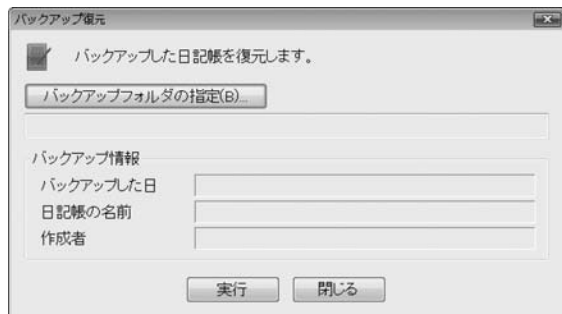 バックアップ復元
バックアップした日記帳を復元します。
バックアップフォルダの指定(B)...
バックアップ情報
バックアップした日
日記帳の名前
作成者
実行 閉じる